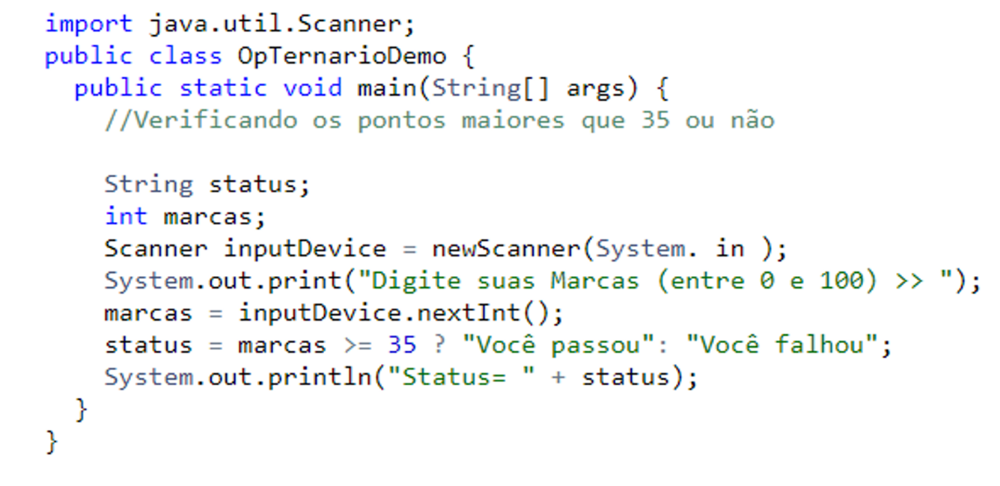 import java.util.Scanner;
public class OpTernarioDemo {
public static void main(String[] args) {
//Verificando os pontos maiores que 35 ou não
String status;
int marcas;
Scanner inputDevice = newScanner(System. in );
System.out.print("Digite suas Marcas (entre 0 e 100) >> ");
marcas = inputDevice.nextInt();
status = marcas >= 35 ? "Você passou": "Você falhou";
System.out.println("Status= " + status);
}
}